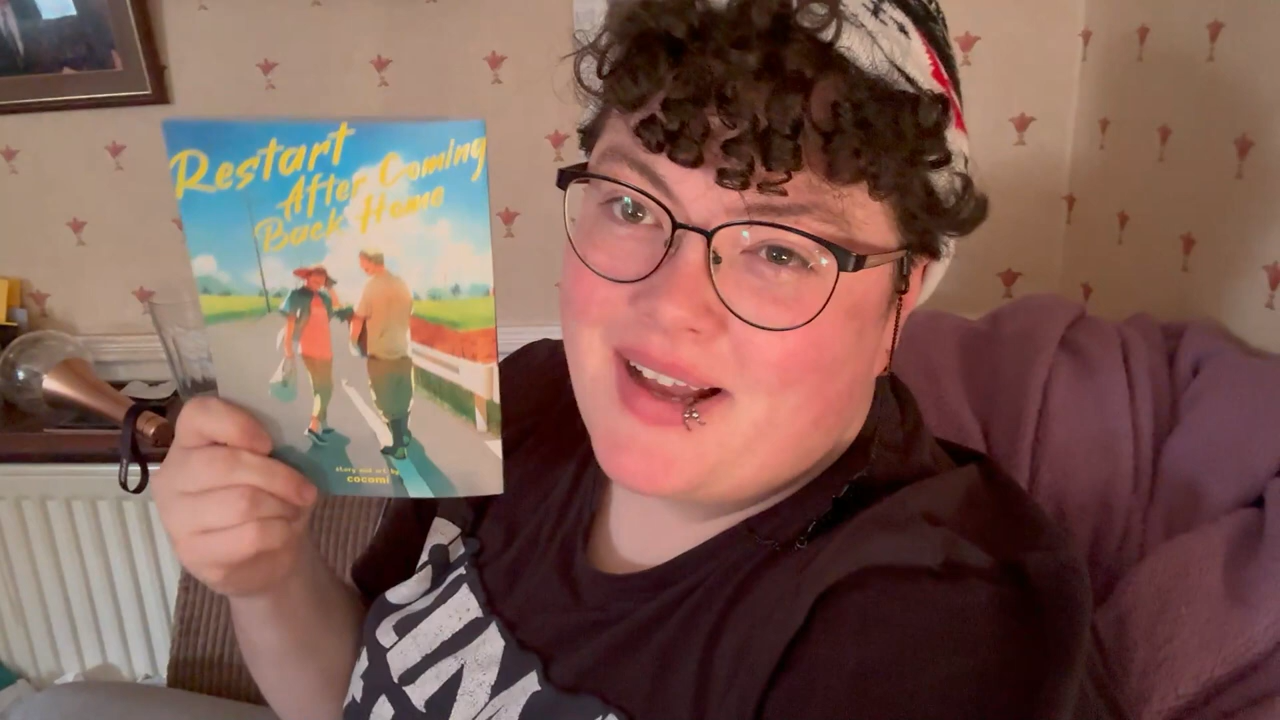 Restart
After Coming
Back Home
story and art by
cocomi